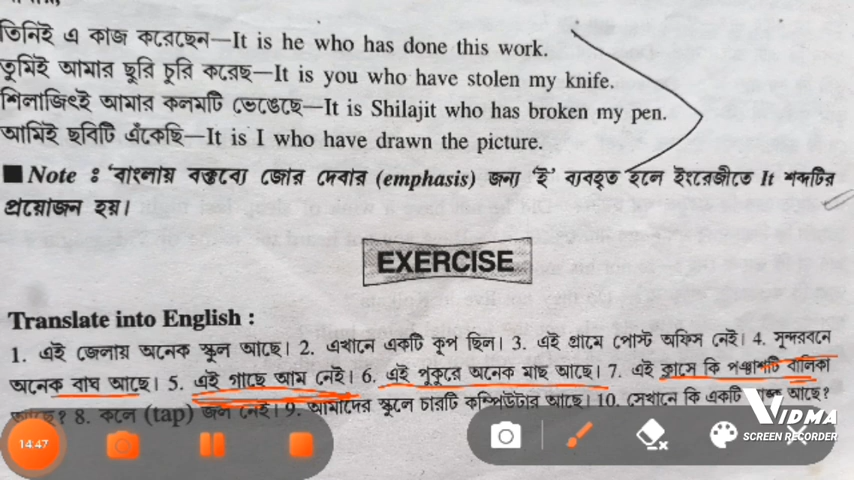 তিনিই এ কাজ করেছেন—It is he who has done this work.
তুমিই আমার ছুরি চুরি করেছ—It is you who have stolen my knife.
শিলাজিৎই আমার কলমটি ভেঙেছে—It is Shilajit who has broken my pen.
আমিই ছবিটি এঁকেছি—It is I who have drawn the picture.
■ Note : 'বাংলায় বক্তব্যে জোর দেবার (emphasis) জন্য 'ই' ব্যবহৃত হলে ইংরেজীতে It শব্দটির
প্রয়োজন হয়।
EXERCISE
Translate into English :
1. এই জেলায় অনেক স্কুল আছে। 2. এখানে একটি কূপ ছিল। 3. এই গ্রামে পোস্ট অফিস নেই। 4. সুন্দরবনে
অনেক বাঘ আছে। 5. এই গাছে আম নেই। 6. এই পুকুরে অনেক মাছ আছে। 7. এই ক্লাসে কি পঞ্চাশটি বালিকা
আছে? 8. কলে (tap) জল নেই। 9. আমাদের স্কুলে চারটি কম্পিউটার আছে। 10. সেখানে কি একটি আছে?
14:47
VIDMA
SCREEN RECORDER